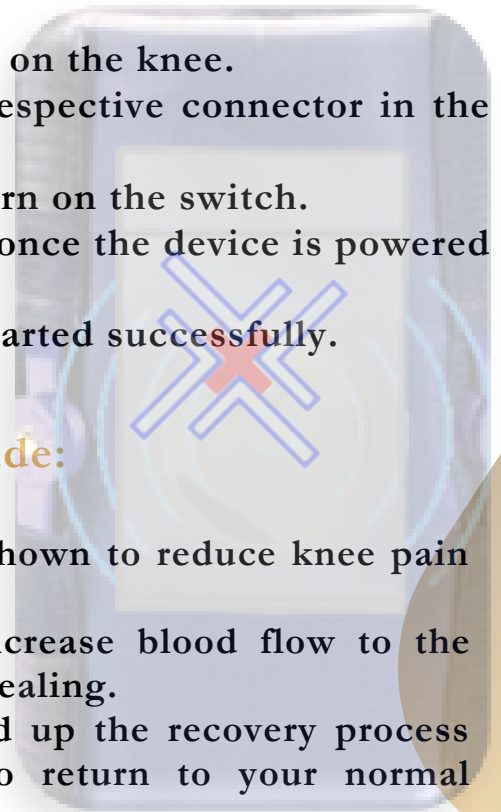 on the knee.
espective connector in the
rn on the switch.
once the device is powered
arted successfully.
de:
hown to reduce knee pain
crease blood flow to the
ealing.
d up the recovery process
o return to your normal